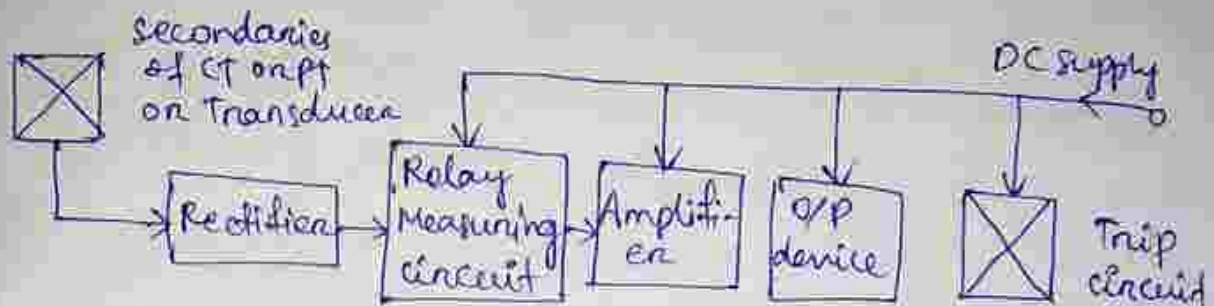 secondaries
of CT or PT
or Transducer
DC supply
Rectifier
Relay
Measuring
circuit
Amplifi-
er
O/P
device
Trip
circuit